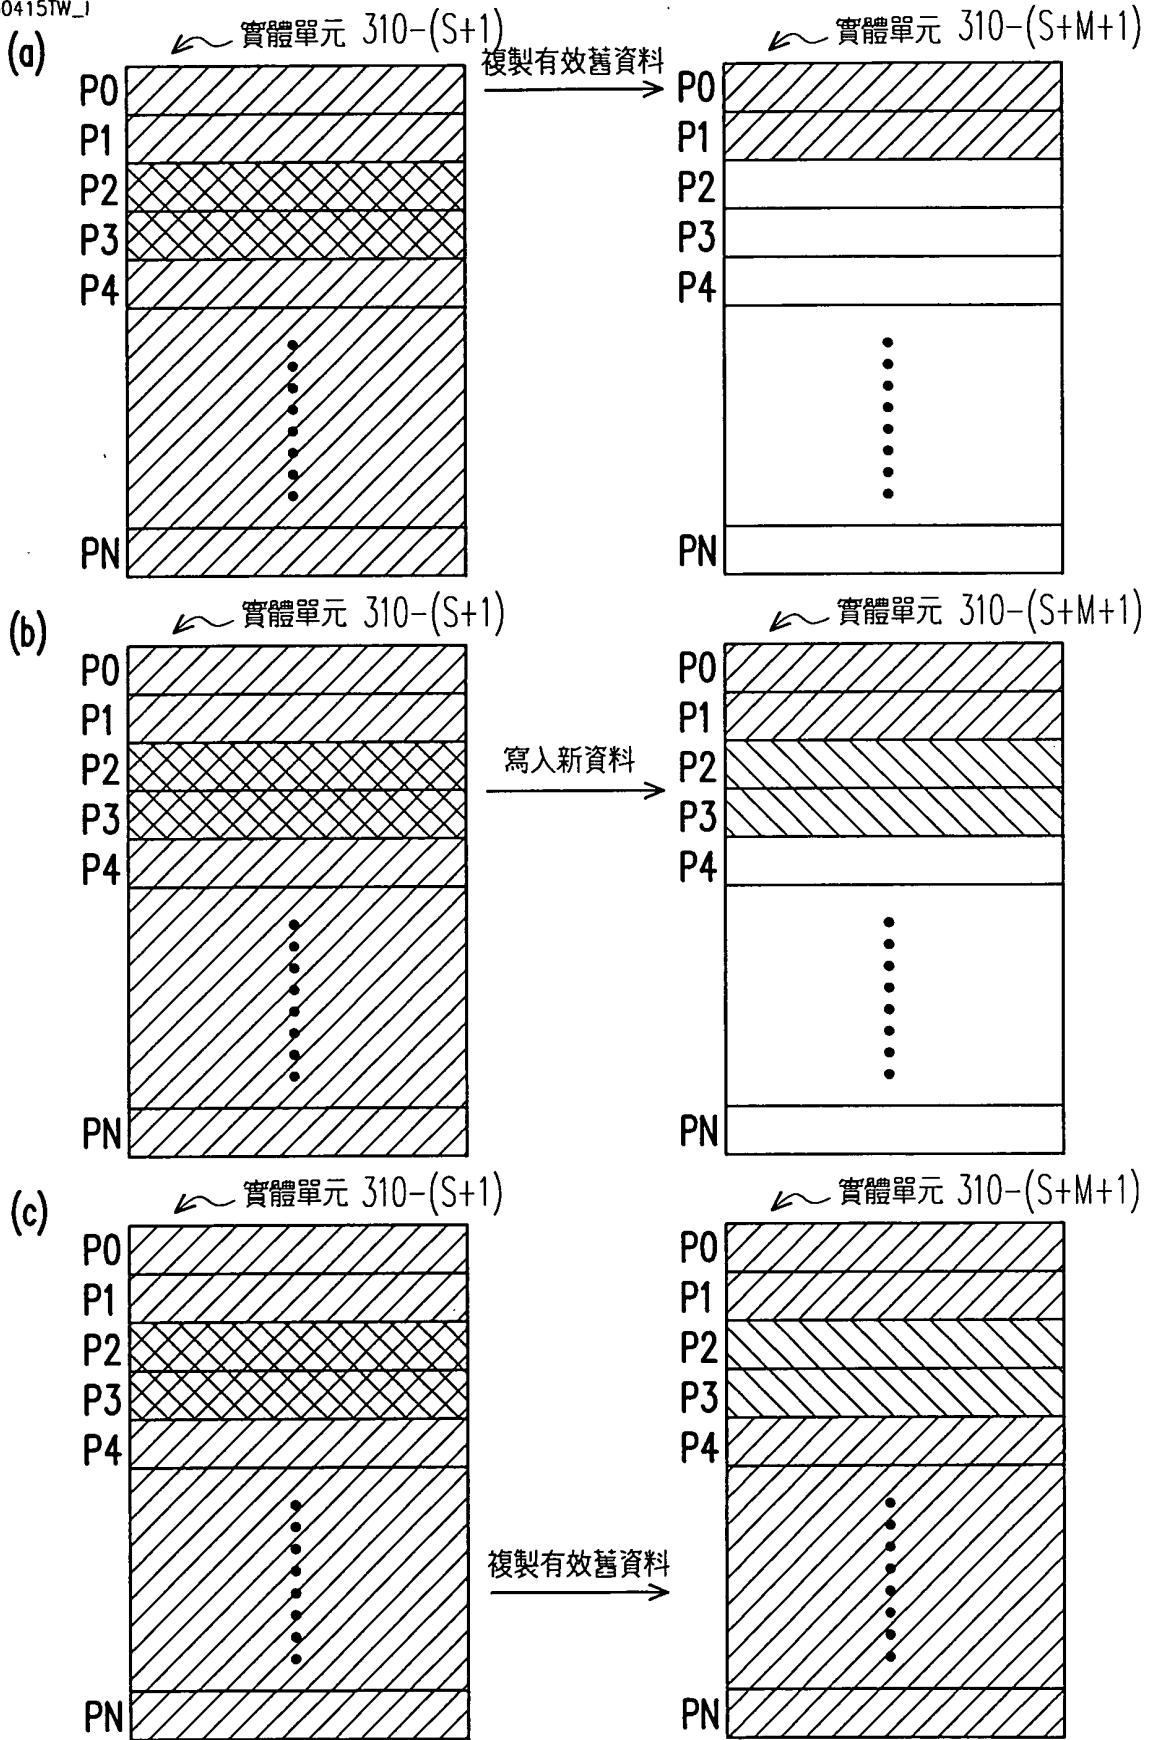 0415TW_I
(a)
實體單元 310-(S+1)
複製有效舊資料
實體單元 310-(S+M+1)
P0
P1
P2
P3
P4
PN
P0
P1
P2
P3
P4
PN
(b)
實體單元 310-(S+1)
寫入新資料
實體單元 310-(S+M+1)
P0
P1
P2
P3
P4
PN
P0
P1
P2
P3
P4
PN
(c)
實體單元 310-(S+1)
複製有效舊資料
實體單元 310-(S+M+1)
P0
P1
P2
P3
P4
PN
P0
P1
P2
P3
P4
PN